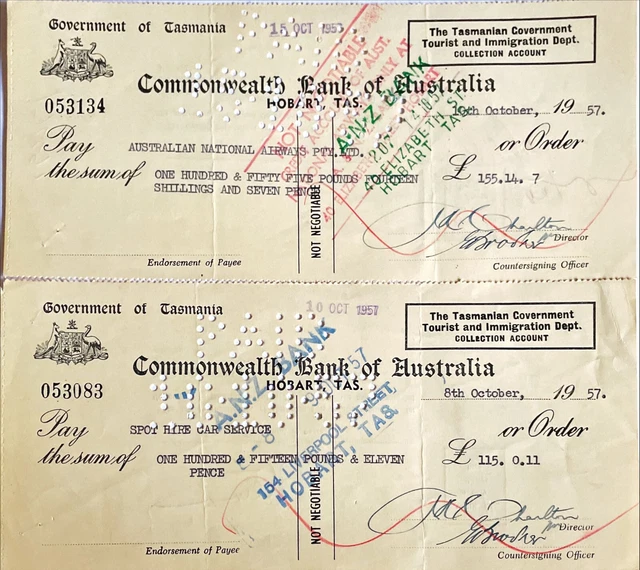 Government of Tasmania
15 OCT 1957
The Tasmanian Government
Tourist and Immigration Dept.
COLLECTION ACCOUNT
Commonwealth Bank of Australia
HOBART, TAS.
053134
October, 19 57.
Pay AUSTRALIAN NATIONAL AIRWAYS PTY. LTD. or Order
the sum of ONE HUNDRED & FIFTY FIVE POUNDS FOURTEEN £ 155.14. 7
SHILLINGS AND SEVEN PENCE
NOT NEGOTIABLE
A·N·Z BANK
ELIZABETH ST
HOBART TAS
Director
Endorsement of Payee
Countersigning Officer
Government of Tasmania
10 OCT 1957
The Tasmanian Government
Tourist and Immigration Dept.
COLLECTION ACCOUNT
Commonwealth Bank of Australia
HOBART, TAS.
053083
8th October, 19 57.
Pay SPOT HIRE CAR SERVICE or Order
the sum of ONE HUNDRED & FIFTEEN POUNDS & ELEVEN £ 115. 0.11
PENCE
NOT NEGOTIABLE
PAID
A.N.Z. BANK
154 LIVERPOOL STREET,
HOBART, TAS
Director
Endorsement of Payee
Countersigning Officer